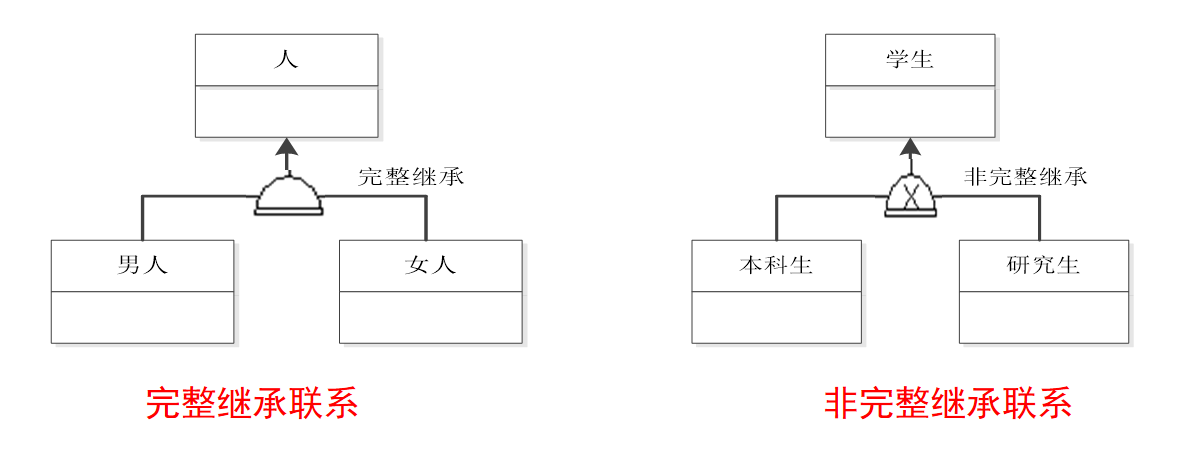 人
学生
完整继承
非完整继承
男人
女人
本科生
研究生
完整继承联系
非完整继承联系